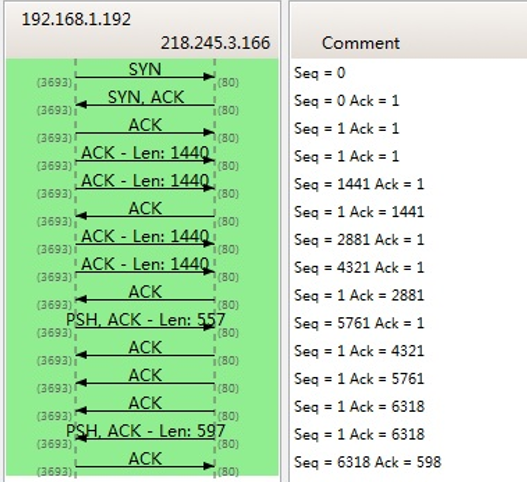 192.168.1.192
218.245.3.166
Comment
SYN
(3693) (80) Seq = 0
SYN, ACK
(3693) (80) Seq = 0 Ack = 1
ACK
(3693) (80) Seq = 1 Ack = 1
ACK - Len: 1440
(3693) (80) Seq = 1 Ack = 1
ACK - Len: 1440
(3693) (80) Seq = 1441 Ack = 1
ACK
(3693) (80) Seq = 1 Ack = 1441
ACK - Len: 1440
(3693) (80) Seq = 2881 Ack = 1
ACK - Len: 1440
(3693) (80) Seq = 4321 Ack = 1
ACK
(3693) (80) Seq = 1 Ack = 2881
PSH, ACK - Len: 557
(3693) (80) Seq = 5761 Ack = 1
ACK
(3693) (80) Seq = 1 Ack = 4321
ACK
(3693) (80) Seq = 1 Ack = 5761
ACK
(3693) (80) Seq = 1 Ack = 6318
PSH, ACK - Len: 597
(3693) (80) Seq = 1 Ack = 6318
ACK
(3693) (80) Seq = 6318 Ack = 598